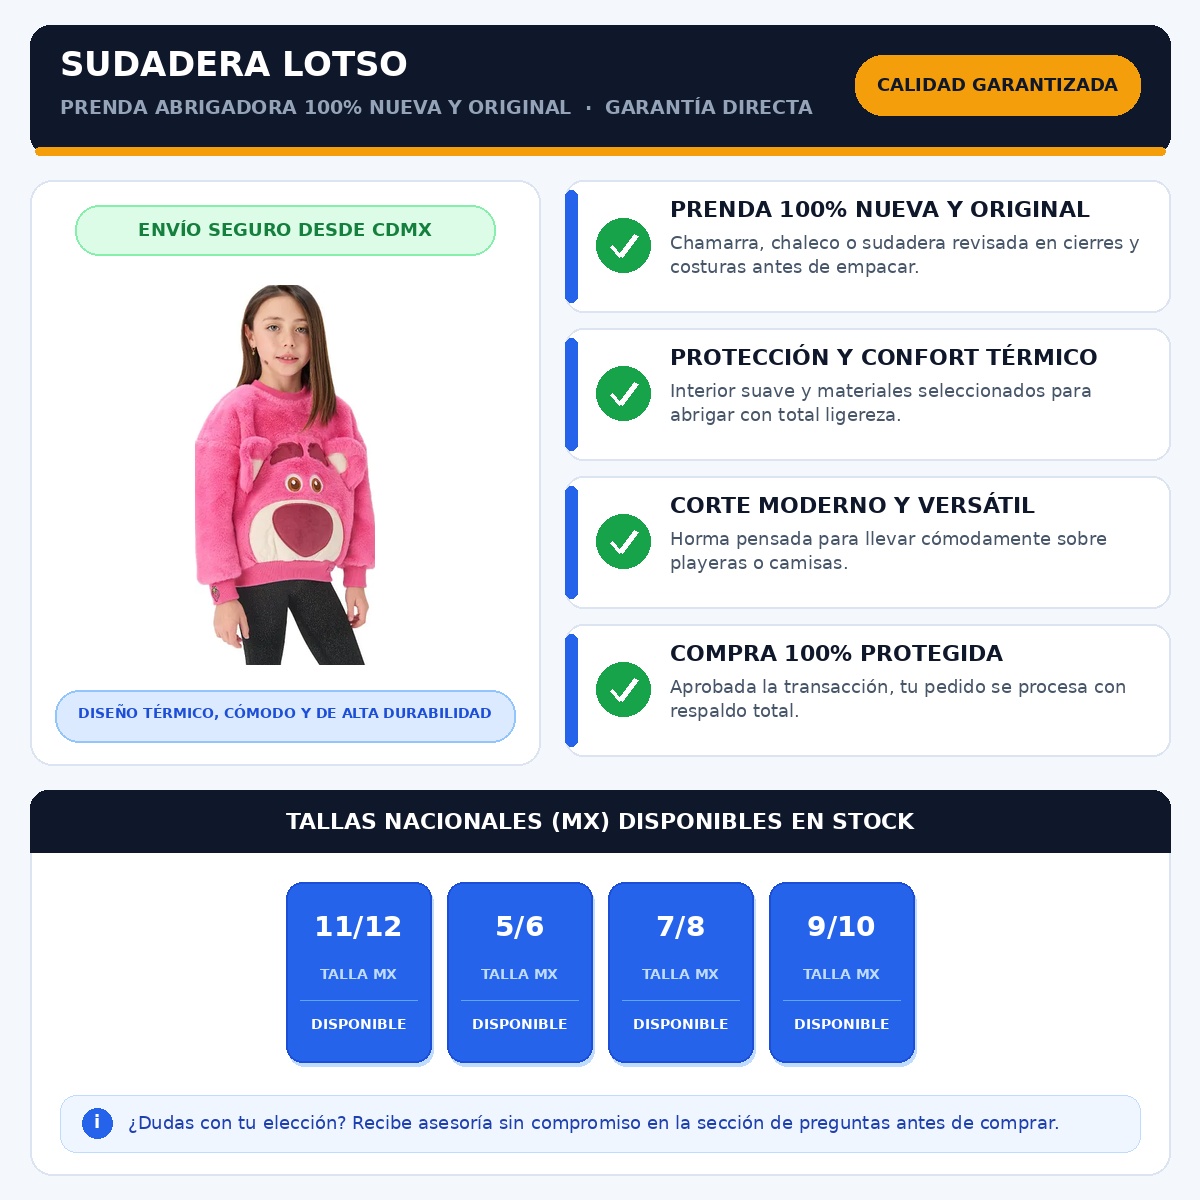 SUDADERA LOTSO
PRENDA ABRIGADORA 100% NUEVA Y ORIGINAL · GARANTÍA DIRECTA
CALIDAD GARANTIZADA
ENVÍO SEGURO DESDE CDMX
DISEÑO TÉRMICO, CÓMODO Y DE ALTA DURABILIDAD
PRENDA 100% NUEVA Y ORIGINAL
Chamarra, chaleco o sudadera revisada en cierres y
costuras antes de empacar.
PROTECCIÓN Y CONFORT TÉRMICO
Interior suave y materiales seleccionados para
abrigar con total ligereza.
CORTE MODERNO Y VERSÁTIL
Horma pensada para llevar cómodamente sobre
playeras o camisas.
COMPRA 100% PROTEGIDA
Aprobada la transacción, tu pedido se procesa con
respaldo total.
TALLAS NACIONALES (MX) DISPONIBLES EN STOCK
11/12
TALLA MX
DISPONIBLE
5/6
TALLA MX
DISPONIBLE
7/8
TALLA MX
DISPONIBLE
9/10
TALLA MX
DISPONIBLE
i
¿Dudas con tu elección? Recibe asesoría sin compromiso en la sección de preguntas antes de comprar.